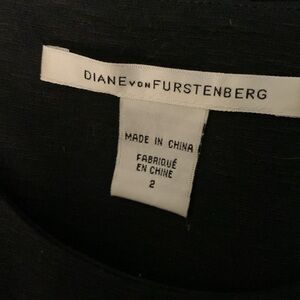 DIANE VON FURSTENBERG
MADE IN CHINA
FABRIQUÉ
EN CHINE
2